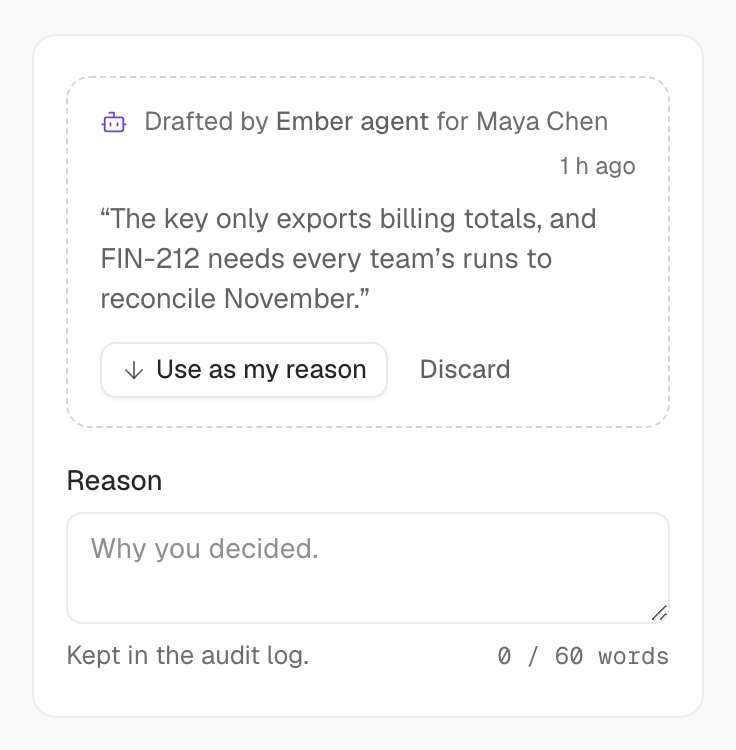 Drafted by Ember agent for Maya Chen
1 h ago
“The key only exports billing totals, and
FIN-212 needs every team’s runs to
reconcile November.”
Use as my reason
Discard
Reason
Why you decided.
Kept in the audit log.
0 / 60 words